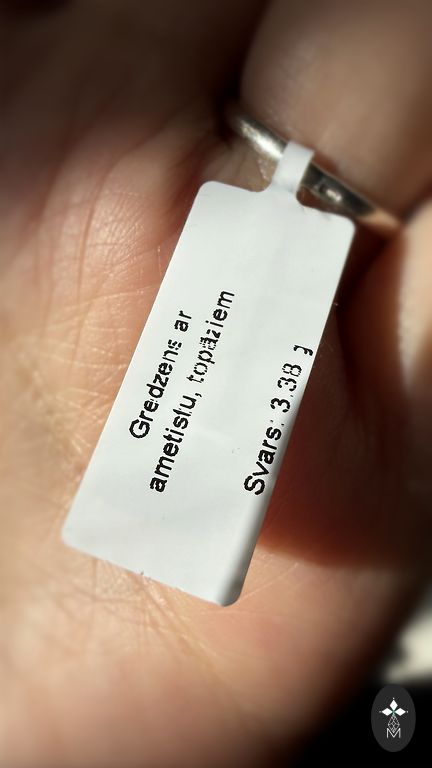 Gredzens ar
ametistu, topāziem
Svars: 3.38 g
M